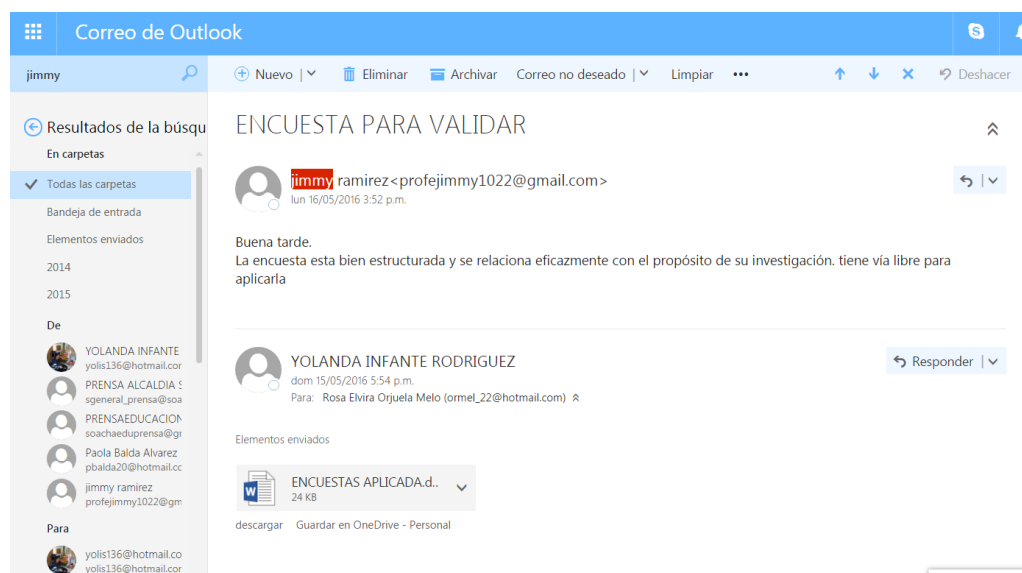 Correo de Outlook
jimmy
Nuevo
Eliminar
Archivar
Correo no deseado
Limpiar
Deshacer
Resultados de la búsqu
En carpetas
Todas las carpetas
Bandeja de entrada
Elementos enviados
2014
2015
De
YOLANDA INFANTE
yolis136@hotmail.cor
PRENSA ALCALDIA S
sgeneral_prensa@soa
PRENSAEDUCACION
soachaeduprensa@gr
Paola Balda Alvarez
pbalda20@hotmail.cc
jimmy ramirez
profejimmy1022@gm
Para
yolis136@hotmail.co
yolis136@hotmail.cor
ENCUESTA PARA VALIDAR
jimmy ramirez<profejimmy1022@gmail.com>
lun 16/05/2016 3:52 p.m.
Buena tarde.
La encuesta esta bien estructurada y se relaciona eficazmente con el propósito de su investigación. tiene vía libre para
aplicarla
YOLANDA INFANTE RODRIGUEZ
dom 15/05/2016 5:54 p.m.
Para: Rosa Elvira Orjuela Melo (ormel_22@hotmail.com)
Responder
Elementos enviados
ENCUESTAS APLICADA.d..
24 KB
descargar Guardar en OneDrive - Personal